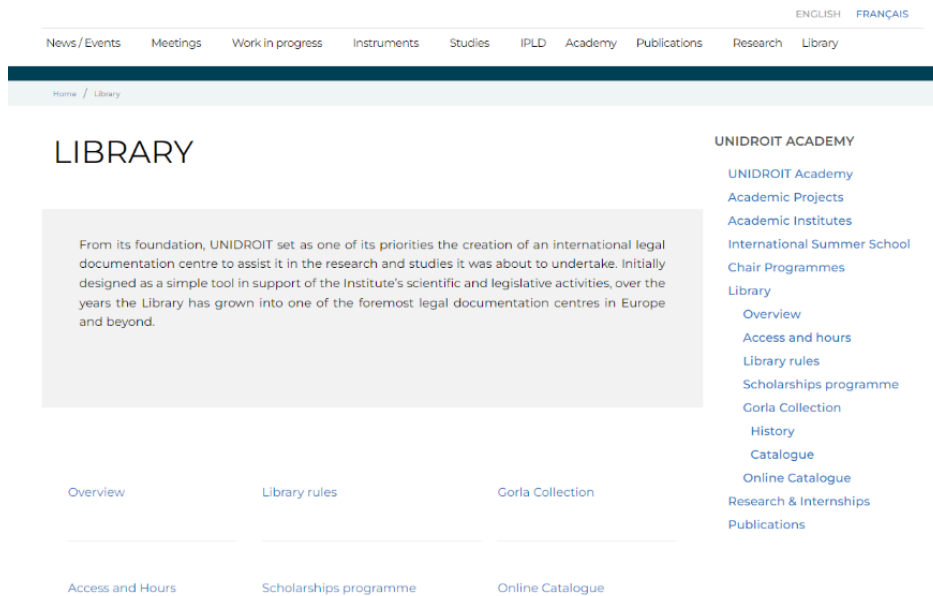 ENGLISH FRANÇAIS
News / Events Meetings Work in progress Instruments Studies IPLD Academy Publications Research Library
Home / Library
LIBRARY
From its foundation, UNIDROIT set as one of its priorities the creation of an international legal
documentation centre to assist it in the research and studies it was about to undertake. Initially
designed as a simple tool in support of the Institute's scientific and legislative activities, over the
years the Library has grown into one of the foremost legal documentation centres in Europe
and beyond.
Overview Library rules Gorla Collection
Access and Hours Scholarships programme Online Catalogue
UNIDROIT ACADEMY
UNIDROIT Academy
Academic Projects
Academic Institutes
International Summer School
Chair Programmes
Library
Overview
Access and hours
Library rules
Scholarships programme
Gorla Collection
History
Catalogue
Online Catalogue
Research & Internships
Publications